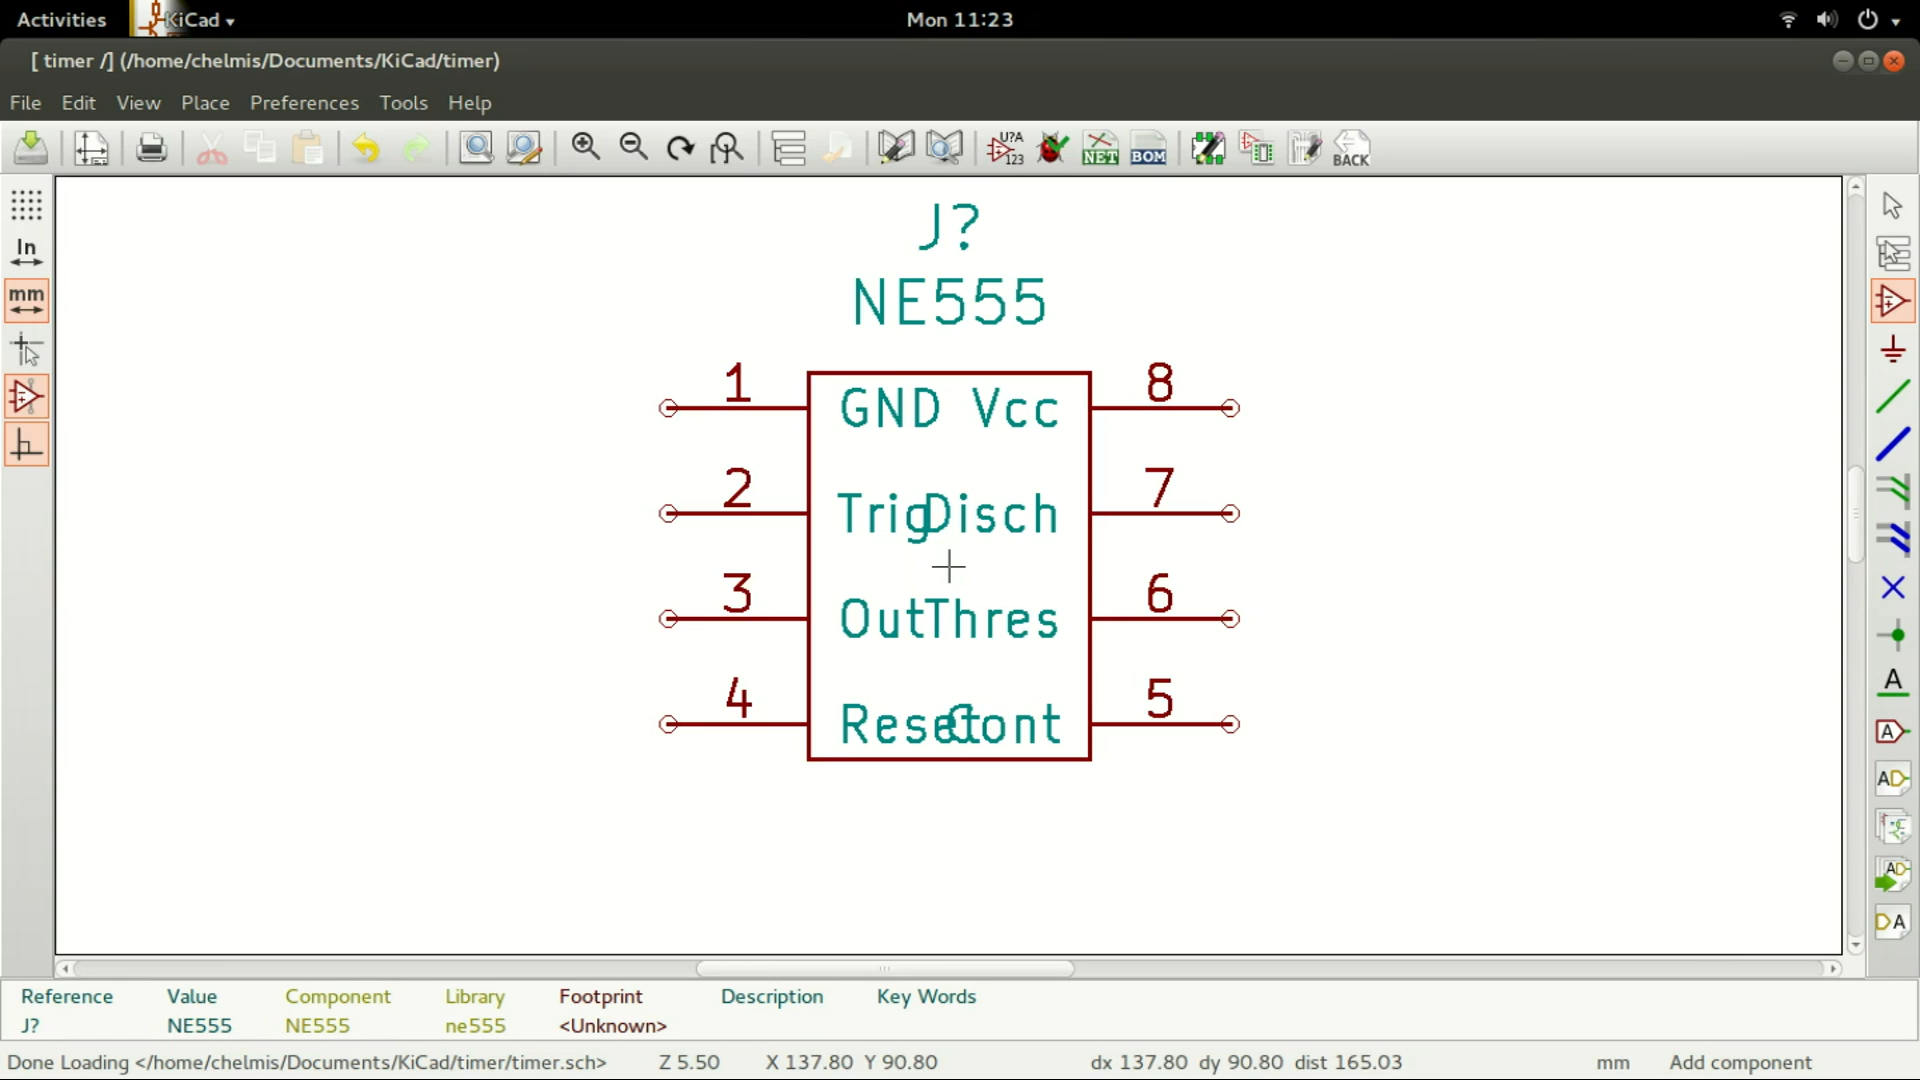 Activities KiCad Mon 11:23
[ timer /] (/home/chelmis/Documents/KiCad/timer)
File Edit View Place Preferences Tools Help
U?A 123 NET BOM BACK
In
mm
J?
NE555
1 GND Vcc 8
2 Trig Disch 7
3 Out Thres 6
4 Reset Cont 5
A
A
AD
AD
DA
Reference Value Component Library Footprint Description Key Words
J? NE555 NE555 ne555 <Unknown>
Done Loading </home/chelmis/Documents/KiCad/timer/timer.sch> Z 5.50 X 137.80 Y 90.80 dx 137.80 dy 90.80 dist 165.03 mm Add component